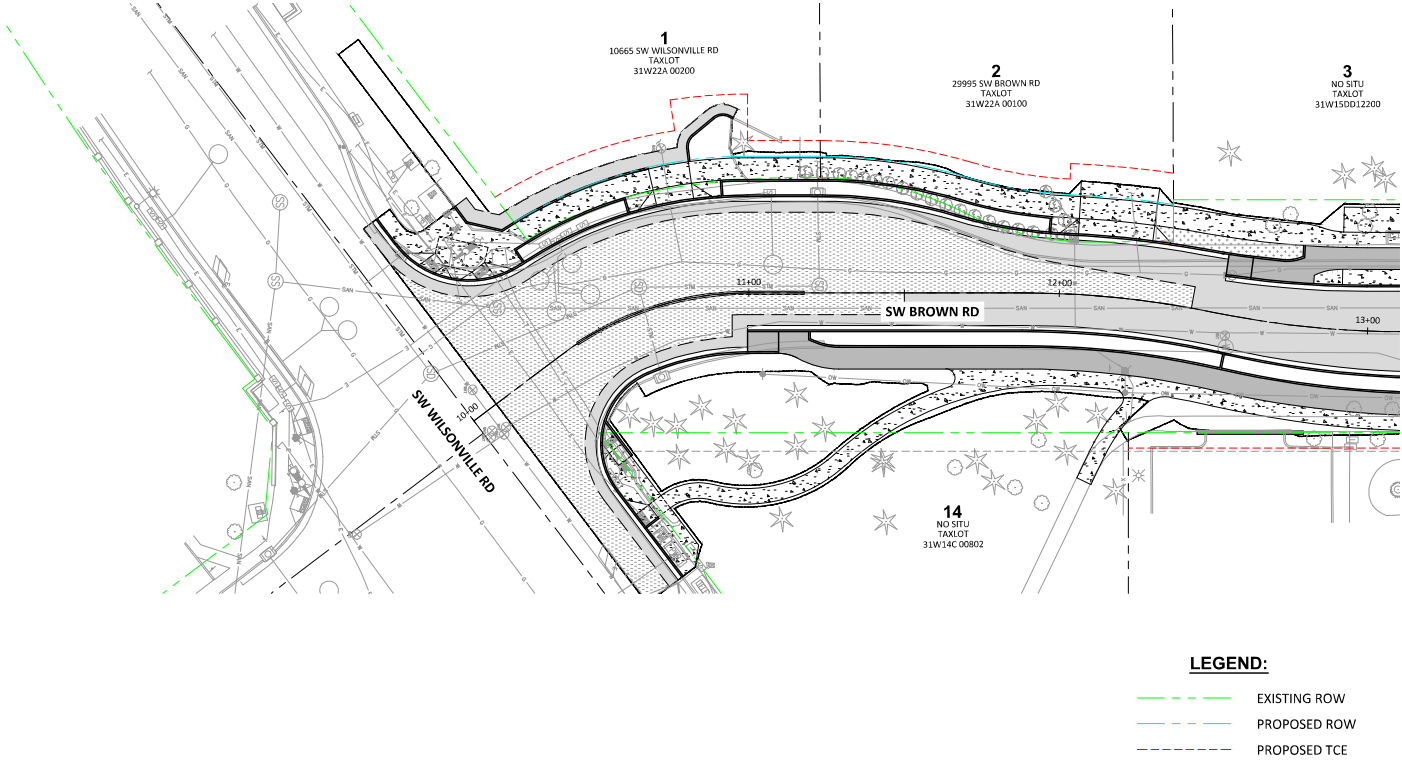 1
10665 SW WILSONVILLE RD
TAXLOT
31W22A 00200
2
29995 SW BROWN RD
TAXLOT
31W22A 00100
3
NO SITU
TAXLOT
31W15DD12200
11+00
12+00
SW BROWN RD
13+00
10+00
SW WILSONVILLE RD
14
NO SITU
TAXLOT
31W14C 00802
LEGEND:
EXISTING ROW
PROPOSED ROW
PROPOSED TCE